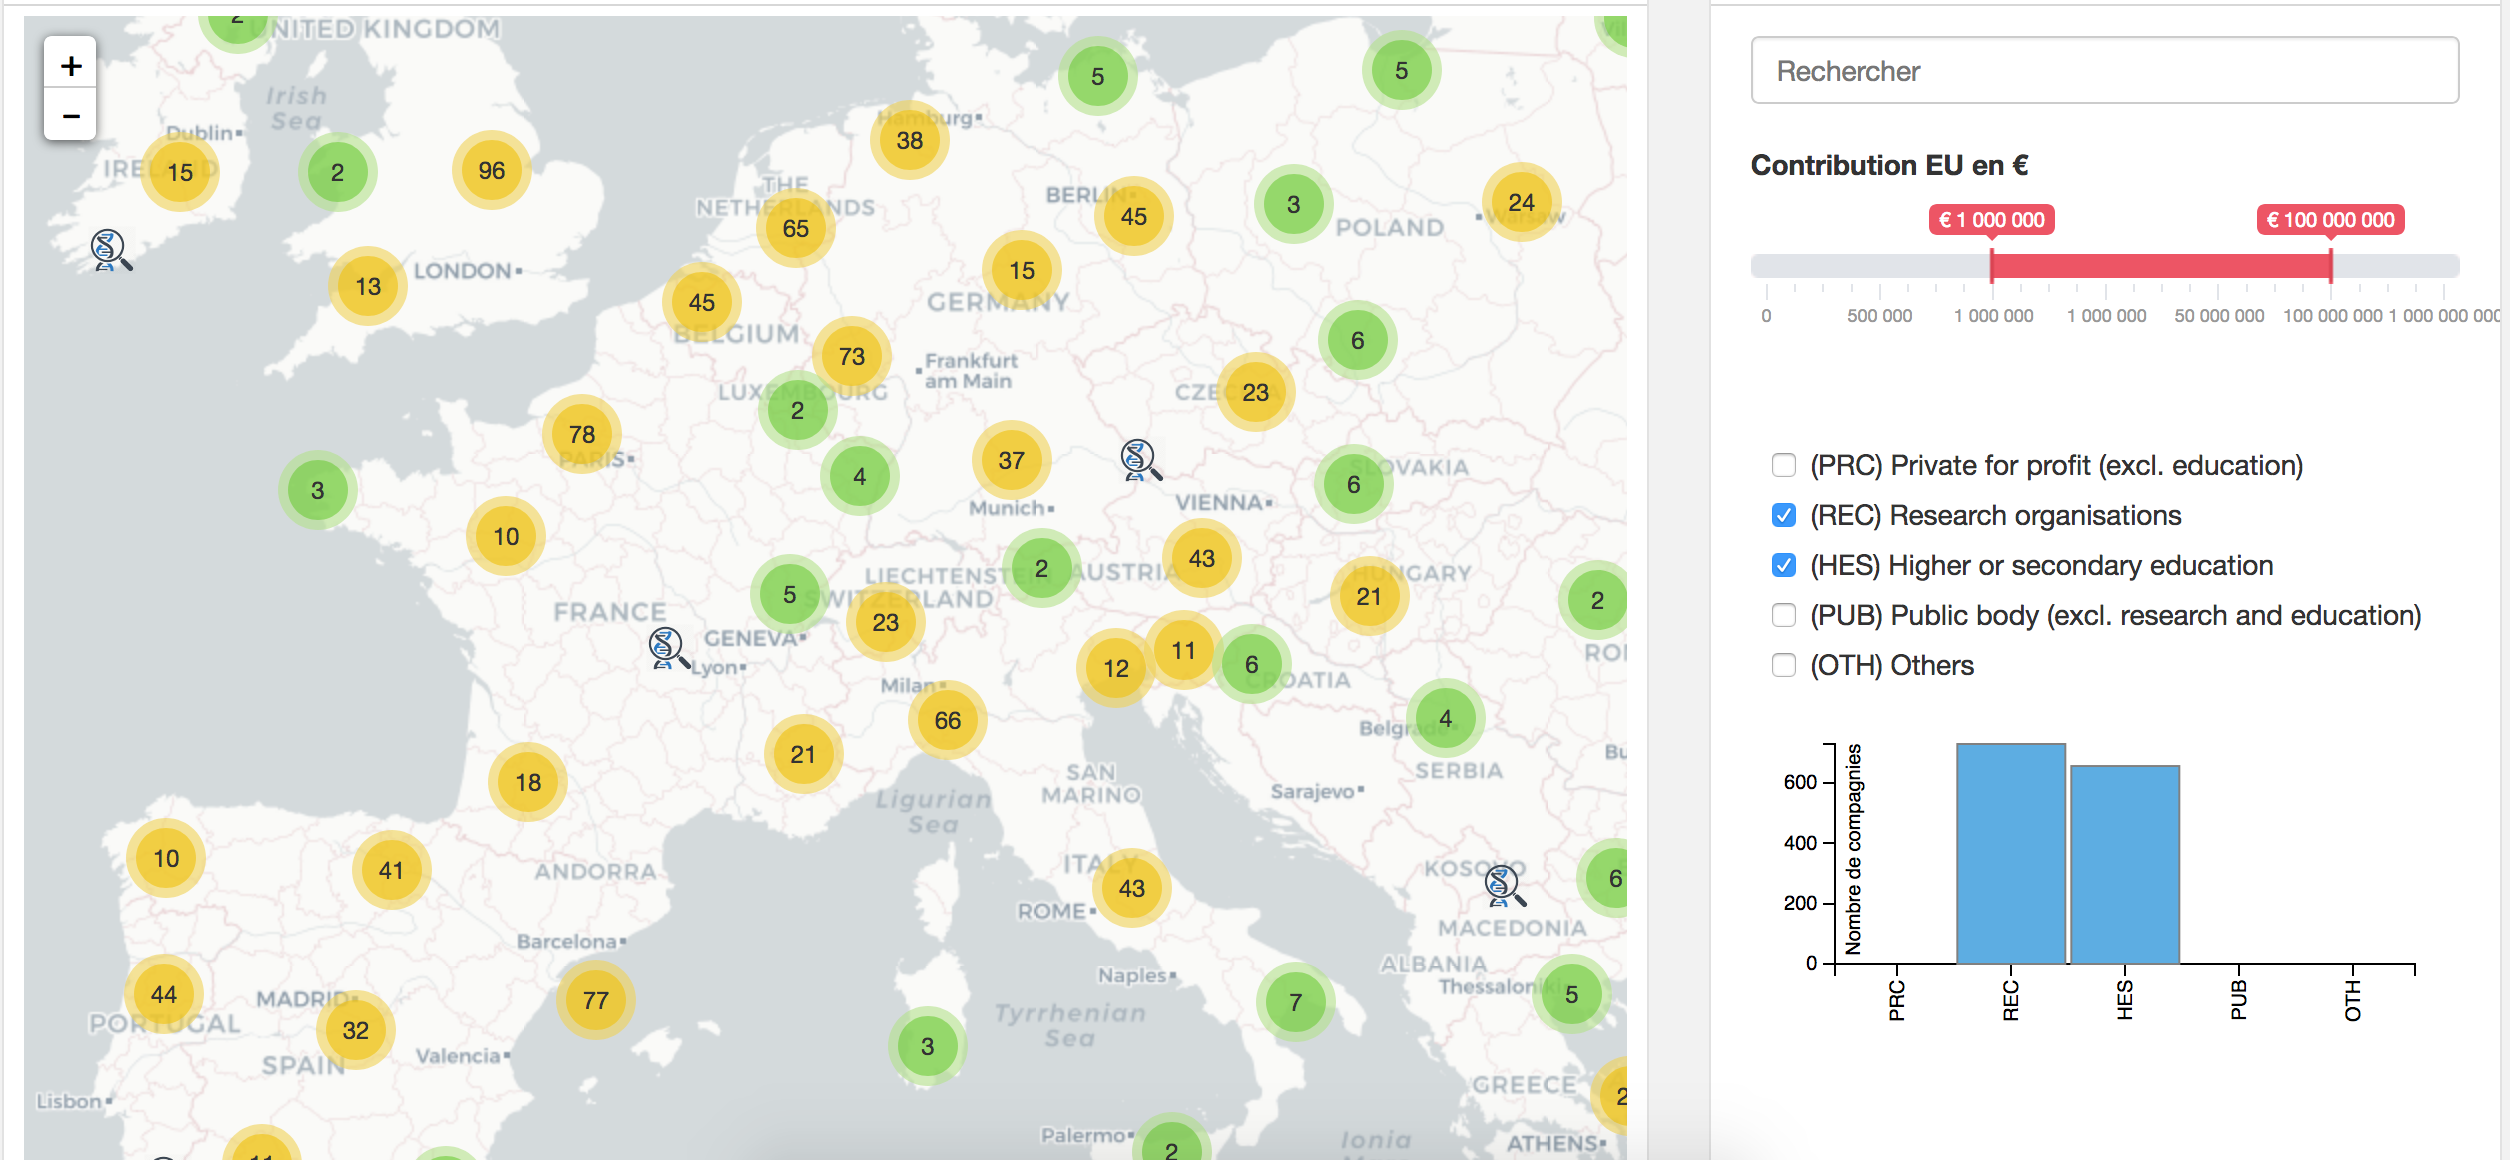 2
UNITED KINGDOM
+
−
Irish
Sea
Dublin
IRELAND
15
2
96
13
LONDON
5
5
Hamburg
38
THE
NETHERLANDS
65
BERLIN
45
3
POLAND
24
Warsaw
15
GERMANY
45
BELGIUM
73
Frankfurt
am Main
LUXEMBOURG
2
6
23
78
PARIS
4
37
Munich
3
10
VIENNA
SLOVAKIA
6
43
LIECHTENSTEIN
2
AUSTRIA
HUNGARY
21
5
SWITZERLAND
23
2
FRANCE
GENEVA
Lyon
Milan
12
11
6
CROATIA
66
21
18
Belgrade
4
SERBIA
SAN
MARINO
Sarajevo
Ligurian
Sea
10
41
ANDORRA
ITALY
43
ROME
KOSOVO
6
MACEDONIA
Barcelona
ALBANIA
Thessaloniki
5
44
PORTUGAL
MADRID
32
SPAIN
77
Valencia
Naples
7
Tyrrhenian
Sea
3
GREECE
2
Lisbon
11
Palermo
2
Ionia
ATHENS
Rechercher
Contribution EU en €
€ 1 000 000
€ 100 000 000
0
500 000
1 000 000
1 000 000
50 000 000
100 000 000
1 000 000 000
(PRC) Private for profit (excl. education)
(REC) Research organisations
(HES) Higher or secondary education
(PUB) Public body (excl. research and education)
(OTH) Others
Nombre de compagnies
600
400
200
0
PRC
REC
HES
PUB
OTH